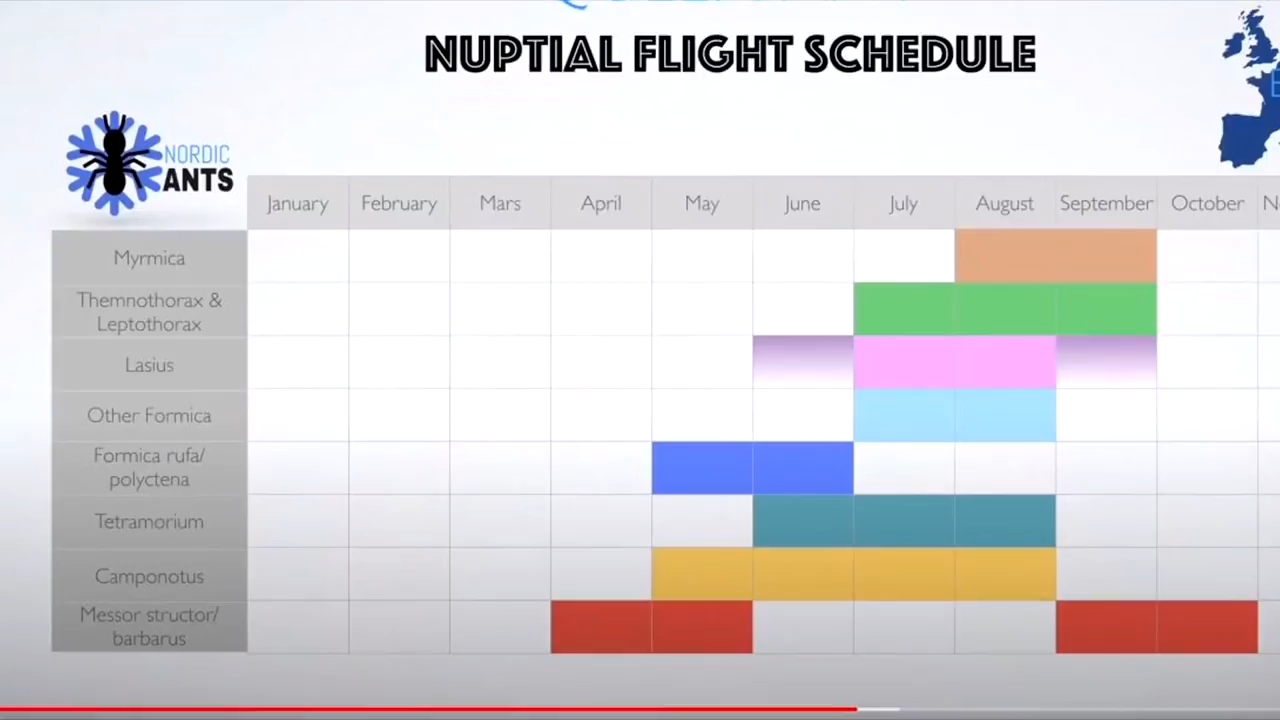 NUPTIAL FLIGHT SCHEDULE
NORDIC
ANTS
January February Mars April May June July August September October
Myrmica
Themnothorax &
Leptothorax
Lasius
Other Formica
Formica rufa/
polyctena
Tetramorium
Camponotus
Messor structor/
barbarus